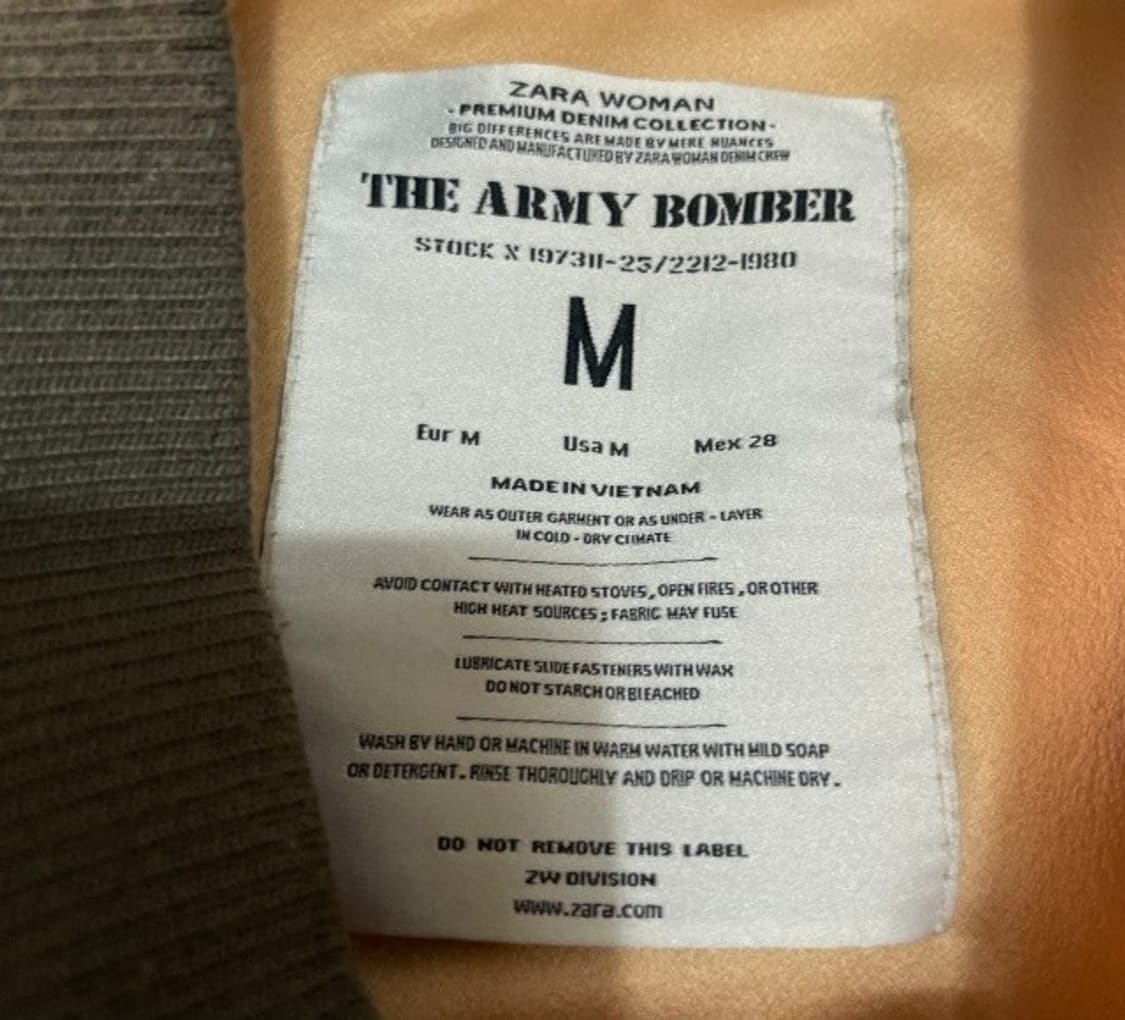 ZARA WOMAN
- PREMIUM DENIM COLLECTION -
BIG DIFFERENCES ARE MADE BY MERE NUANCES
DESIGNED AND MANUFACTURED BY ZARA WOMAN DENIM CREW
THE ARMY BOMBER
STOCK X 197311-25/2212-1980
M
Eur M Usa M Mex 28
MADE IN VIETNAM
WEAR AS OUTER GARMENT OR AS UNDER - LAYER
IN COLD - DRY CLIMATE
AVOID CONTACT WITH HEATED STOVES, OPEN FIRES, OR OTHER
HIGH HEAT SOURCES; FABRIC MAY FUSE
LUBRICATE SLIDE FASTENERS WITH WAX
DO NOT STARCH OR BLEACHED
WASH BY HAND OR MACHINE IN WARM WATER WITH MILD SOAP
OR DETERGENT. RINSE THOROUGHLY AND DRIP OR MACHINE DRY.
DO NOT REMOVE THIS LABEL
ZW DIVISION
www.zara.com